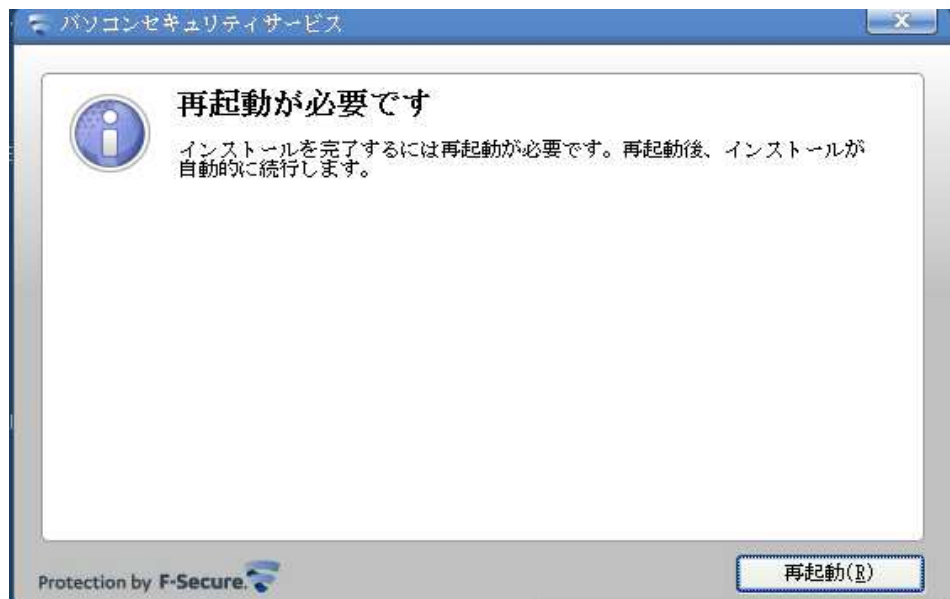 パソコンセキュリティサービス
再起動が必要です
インストールを完了するには再起動が必要です。再起動後、インストールが
自動的に続行します。
Protection by F-Secure.
再起動(R)